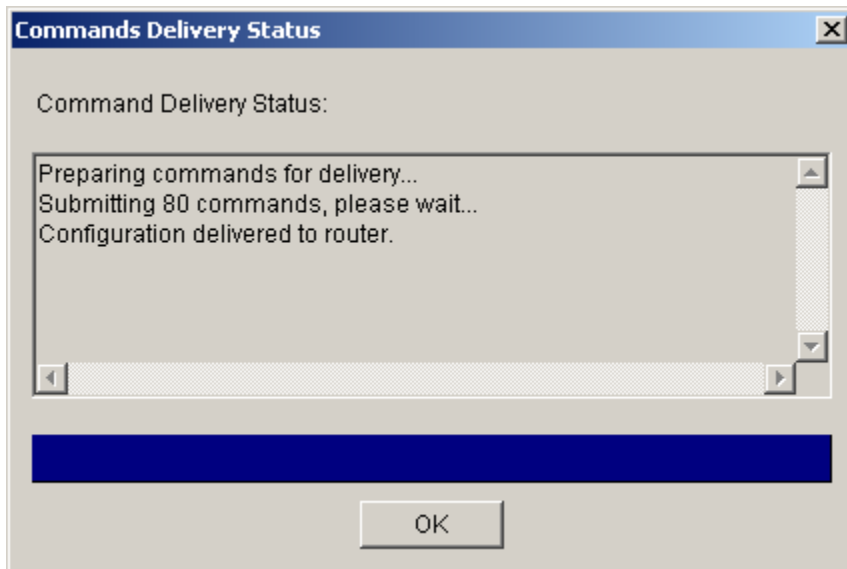 Commands Delivery Status
Command Delivery Status:
Preparing commands for delivery...
Submitting 80 commands, please wait...
Configuration delivered to router.
OK